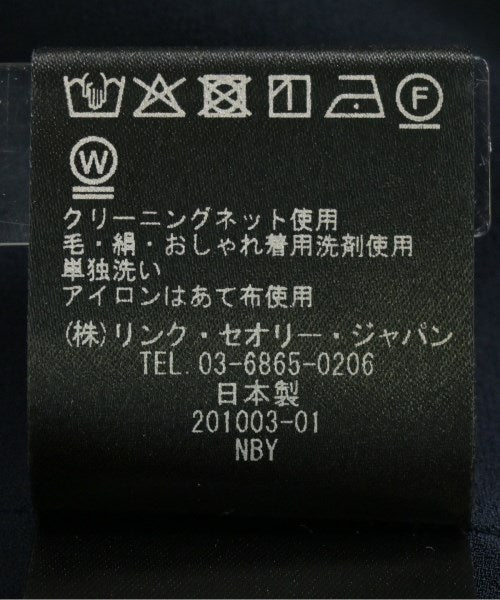 F
W
クリーニングネット使用
毛・絹・おしゃれ着用洗剤使用
単独洗い
アイロンはあて布使用
(株)リンク・セオリー・ジャパン
TEL. 03-6865-0206
日本製
201003-01
NBY